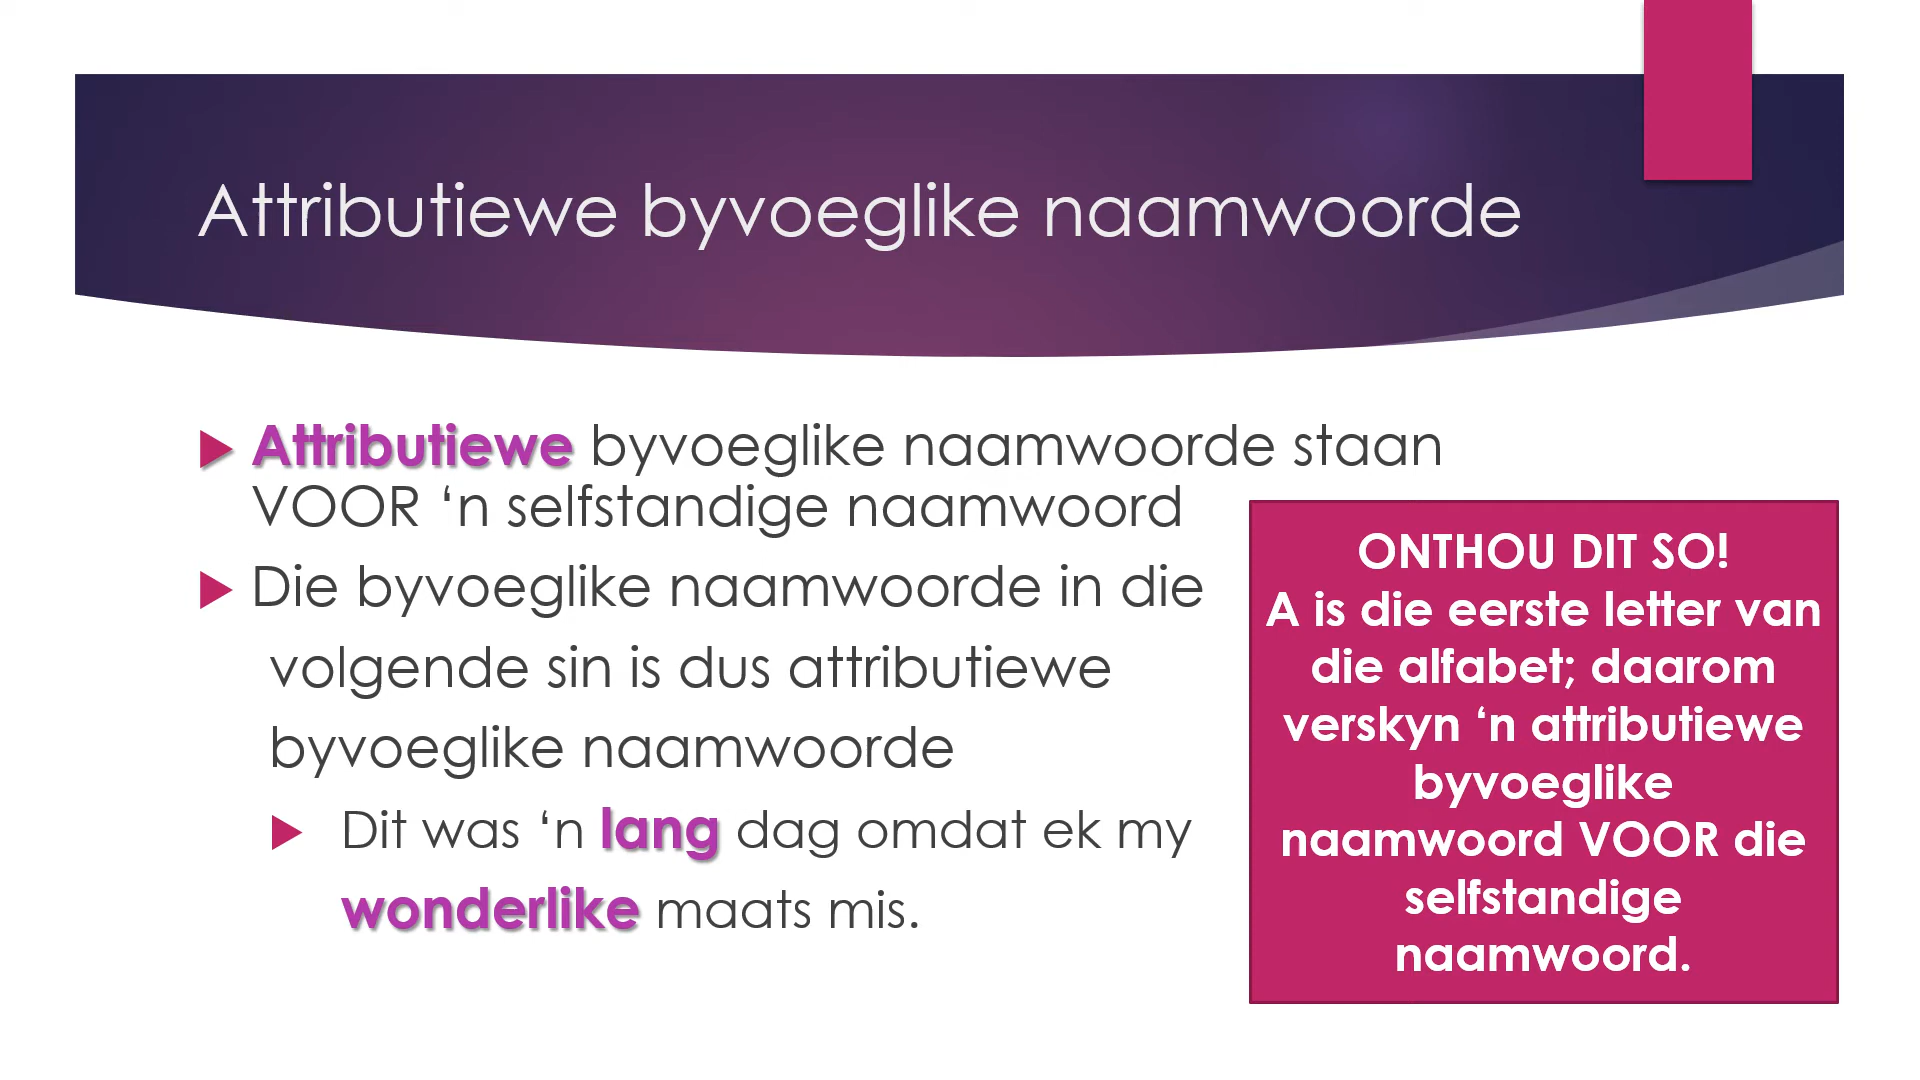 Attributiewe byvoeglike naamwoorde
Attributiewe byvoeglike naamwoorde staan
VOOR ‘n selfstandige naamwoord
Die byvoeglike naamwoorde in die
volgende sin is dus attributiewe
byvoeglike naamwoorde
Dit was ‘n lang dag omdat ek my
wonderlike maats mis.
ONTHOU DIT SO!
A is die eerste letter van
die alfabet; daarom
verskyn ‘n attributiewe
byvoeglike
naamwoord VOOR die
selfstandige
naamwoord.